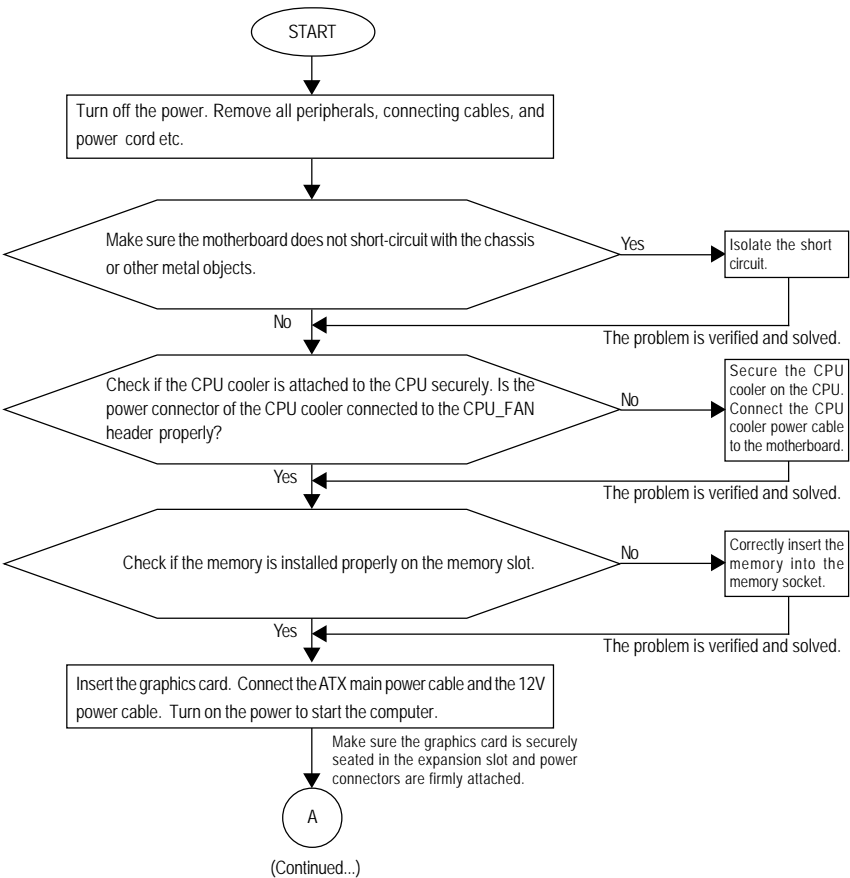 START
Turn off the power. Remove all peripherals, connecting cables, and
power cord etc.
Make sure the motherboard does not short-circuit with the chassis
or other metal objects.
Yes
Isolate the short
circuit.
No
The problem is verified and solved.
Check if the CPU cooler is attached to the CPU securely. Is the
power connector of the CPU cooler connected to the CPU_FAN
header properly?
No
Secure the CPU
cooler on the CPU.
Connect the CPU
cooler power cable
to the motherboard.
Yes
The problem is verified and solved.
Check if the memory is installed properly on the memory slot.
No
Correctly insert the
memory into the
memory socket.
Yes
The problem is verified and solved.
Insert the graphics card. Connect the ATX main power cable and the 12V
power cable. Turn on the power to start the computer.
Make sure the graphics card is securely
seated in the expansion slot and power
connectors are firmly attached.
A
(Continued...)